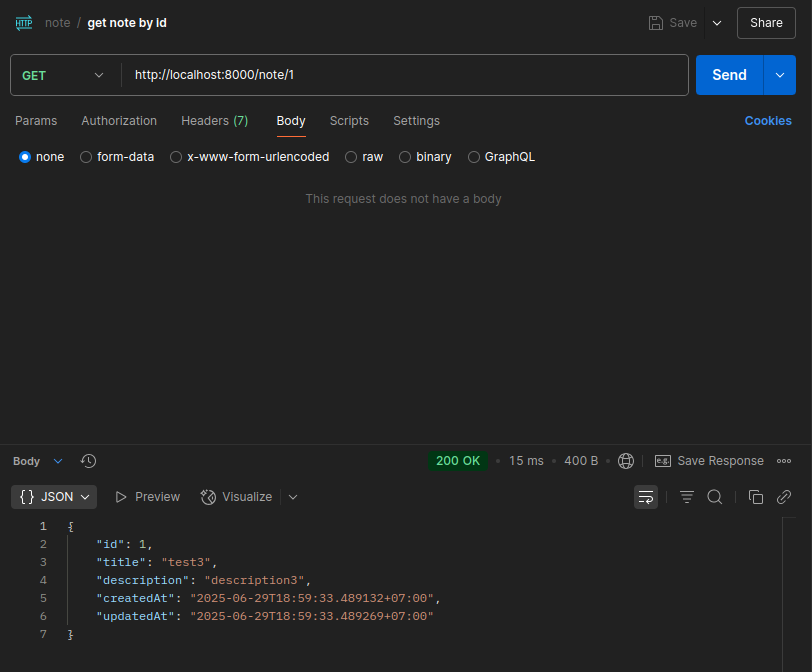 HTTP note / get note by id Save Share
GET http://localhost:8000/note/1 Send
Params Authorization Headers (7) Body Scripts Settings Cookies
none form-data x-www-form-urlencoded raw binary GraphQL
This request does not have a body
Body 200 OK • 15 ms • 400 B • e.g. Save Response
{} JSON Preview Visualize
1 {
2 "id": 1,
3 "title": "test3",
4 "description": "description3",
5 "createdAt": "2025-06-29T18:59:33.489132+07:00",
6 "updatedAt": "2025-06-29T18:59:33.489269+07:00"
7 }